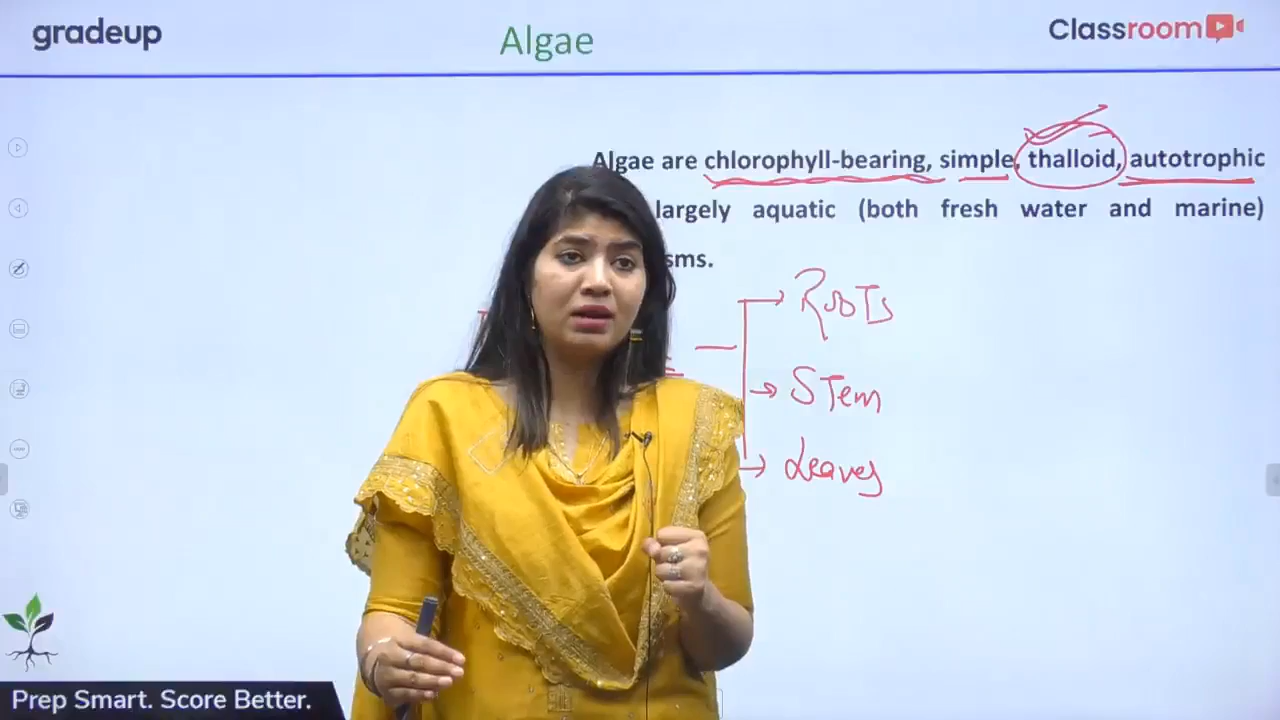 gradeup
Algae
Classroom
Algae are chlorophyll-bearing, simple, thalloid, autotrophic
largely aquatic (both fresh water and marine)
sms.
Roots
Stem
Leaves
Prep Smart. Score Better.